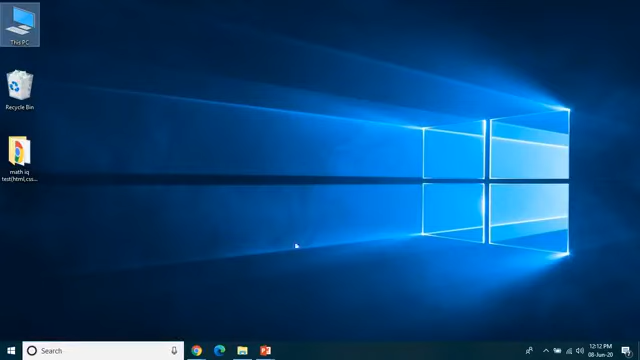 This PC
Recycle Bin
math iq
test(html,css...
Search
12:12 PM
08-Jun-20